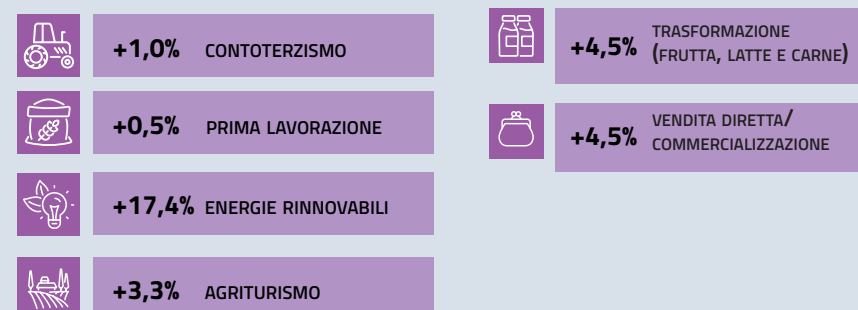 +1,0% CONTOTERZISMO
+0,5% PRIMA LAVORAZIONE
+17,4% ENERGIE RINNOVABILI
+3,3% AGRITURISMO
+4,5% TRASFORMAZIONE
(FRUTTA, LATTE E CARNE)
+4,5% VENDITA DIRETTA/
COMMERCIALIZZAZIONE